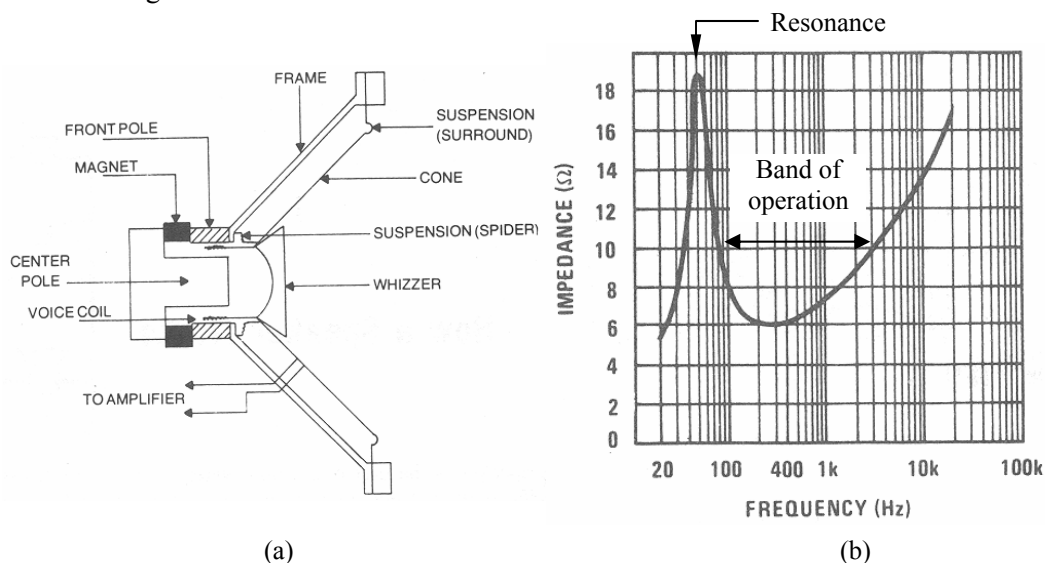 FRAME
SUSPENSION
(SURROUND)
FRONT POLE
MAGNET
CONE
SUSPENSION (SPIDER)
CENTER
POLE
WHIZZER
VOICE COIL
TO AMPLIFIER
(a)
Resonance
IMPEDANCE (Ω)
18
16
14
12
10
8
6
4
2
0
Band of
operation
20 100 400 1k 10k 100k
FREQUENCY (Hz)
(b)